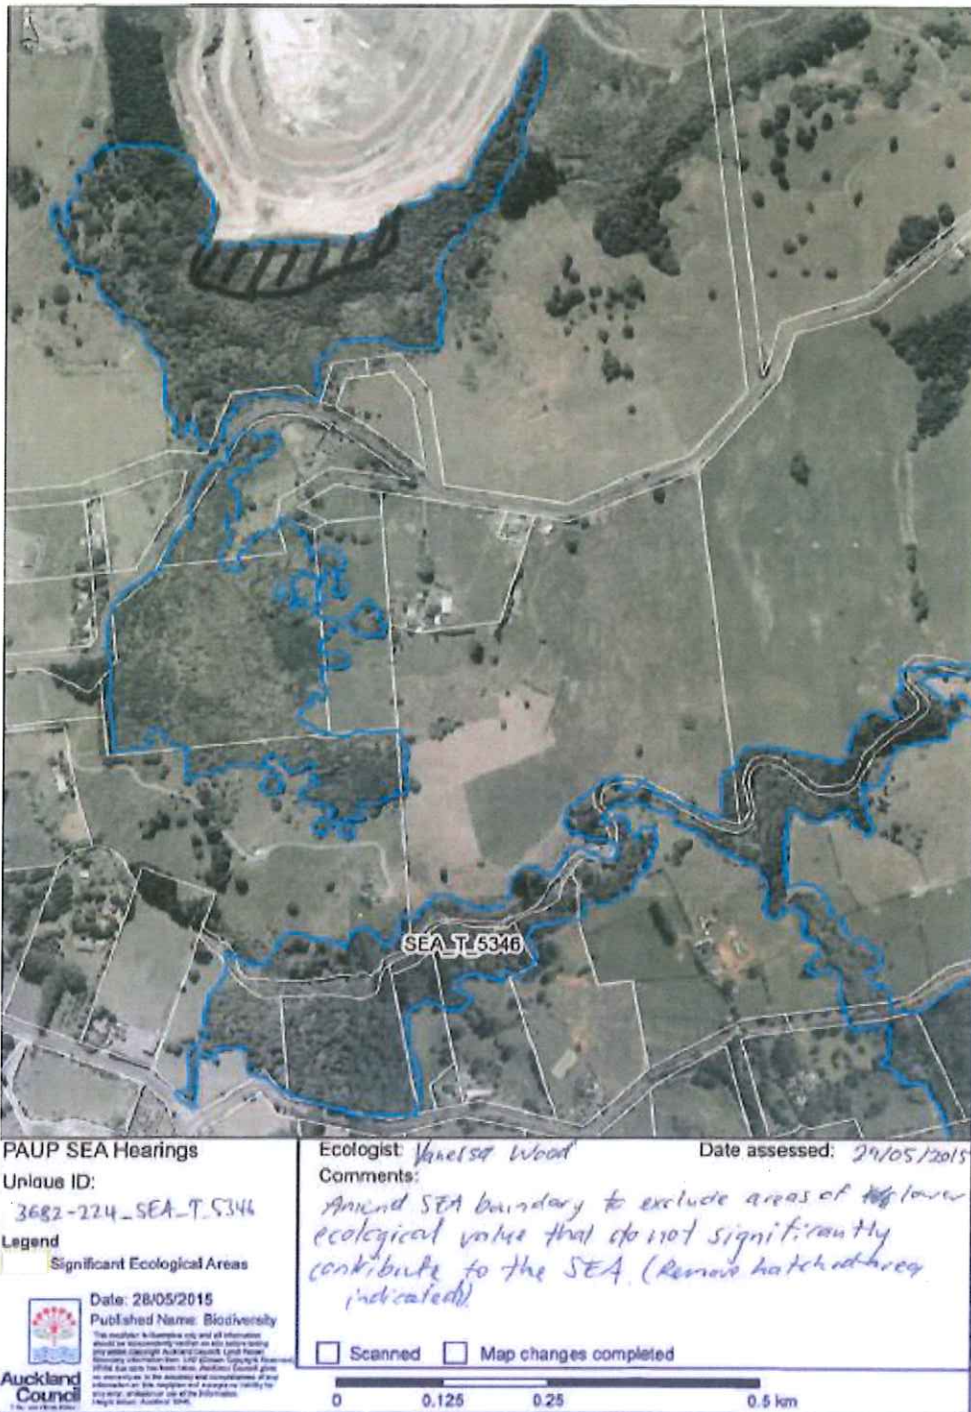 SEA_T_5346
PAUP SEA Hearings
Unique ID:
3682-224_SEA_T_5346
Legend
Significant Ecological Areas
Date: 28/05/2015
Published Name: Biodiversity
Auckland
Council
Ecologist: Vanessa Wood
Date assessed: 29/05/2015
Comments:
Amend SEA boundary to exclude areas of lower
ecological value that do not significantly
contribute to the SEA. (Remove hatched area
indicated).
Scanned
Map changes completed
0 0.125 0.25 0.5 km